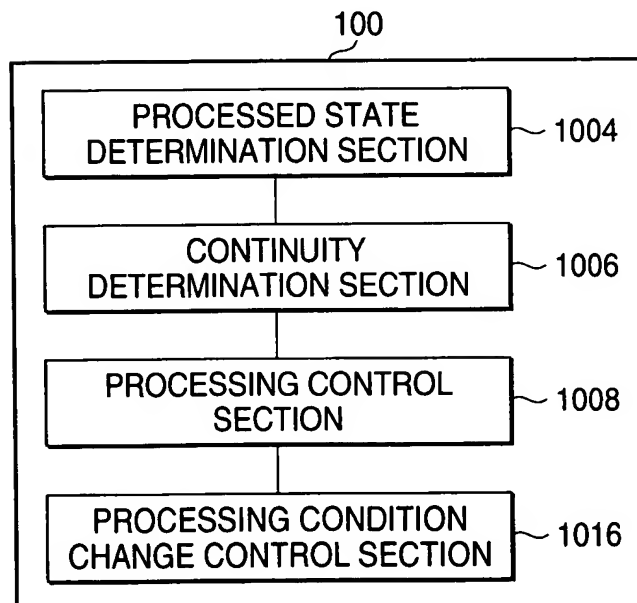 100
PROCESSED STATE
DETERMINATION SECTION
1004
CONTINUITY
DETERMINATION SECTION
1006
PROCESSING CONTROL
SECTION
1008
PROCESSING CONDITION
CHANGE CONTROL SECTION
1016